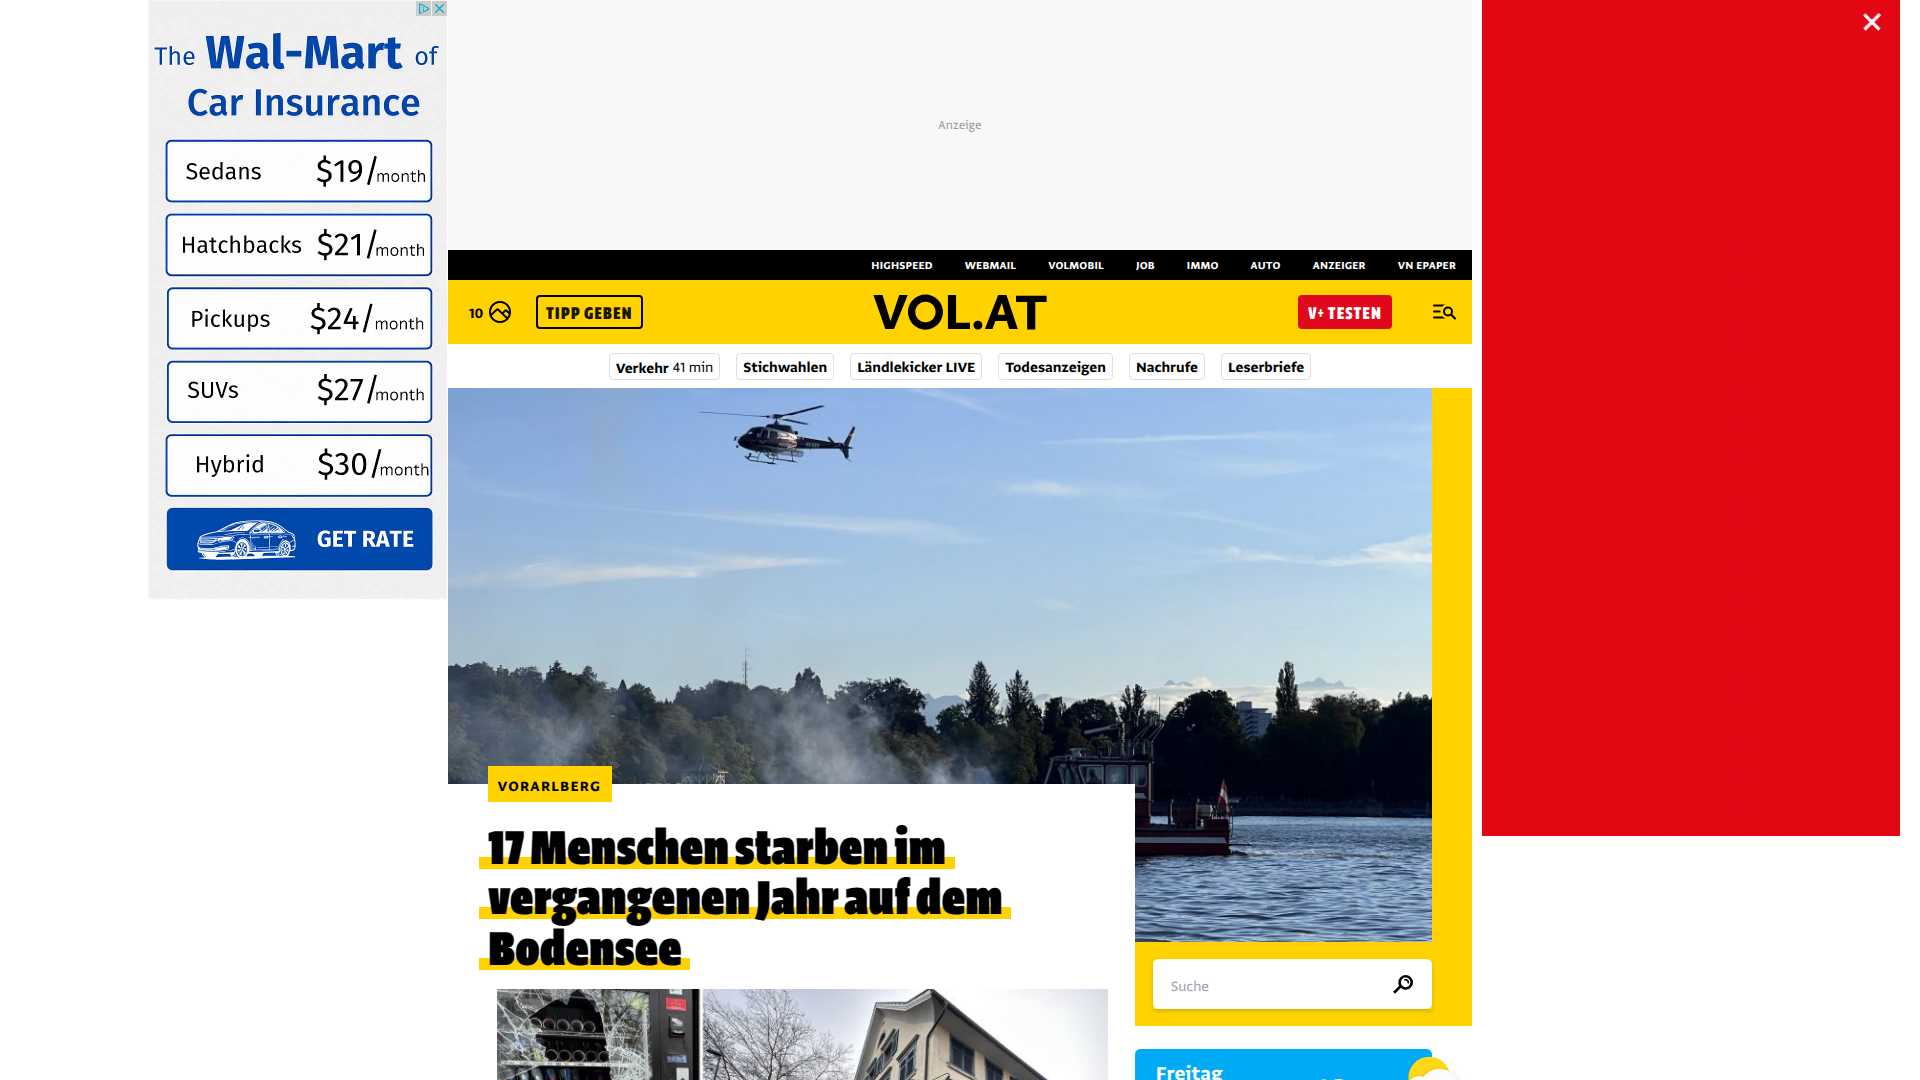 The Wal-Mart of
Car Insurance
Sedans $19/month
Hatchbacks $21/month
Pickups $24/month
SUVs $27/month
Hybrid $30/month
GET RATE
Anzeige
HIGHSPEED WEBMAIL VOLMOBIL JOB IMMO AUTO ANZEIGER VN EPAPER
10 TIPP GEBEN VOL.AT V+ TESTEN
Verkehr 41 min Stichwahlen Ländlekicker LIVE Todesanzeigen Nachrufe Leserbriefe
VORARLBERG
17 Menschen starben im
vergangenen Jahr auf dem
Bodensee
Suche
Freitag